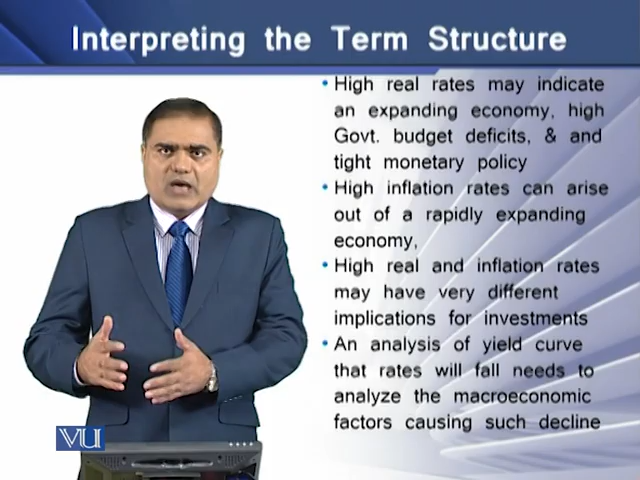 Interpreting the Term Structure
• High real rates may indicate
an expanding economy, high
Govt. budget deficits, & and
tight monetary policy
• High inflation rates can arise
out of a rapidly expanding
economy,
• High real and inflation rates
may have very different
implications for investments
• An analysis of yield curve
that rates will fall needs to
analyze the macroeconomic
factors causing such decline
VU